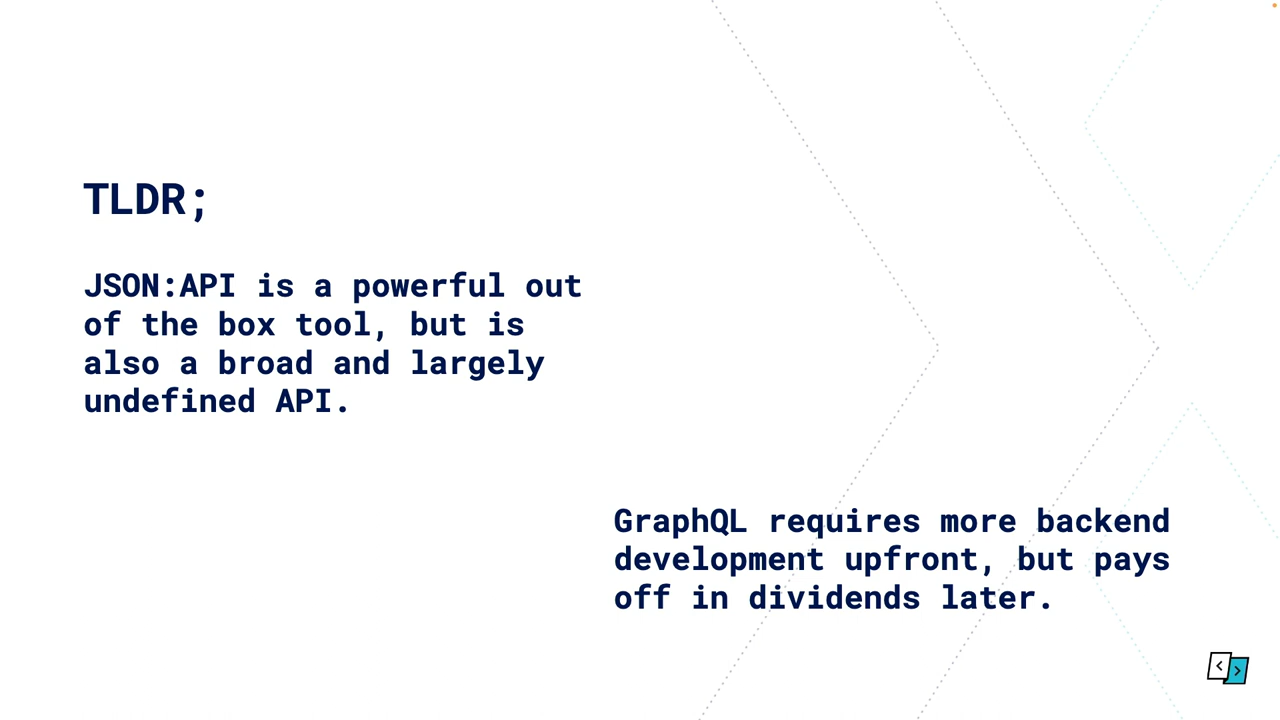 TLDR;
JSON:API is a powerful out
of the box tool, but is
also a broad and largely
undefined API.
GraphQL requires more backend
development upfront, but pays
off in dividends later.